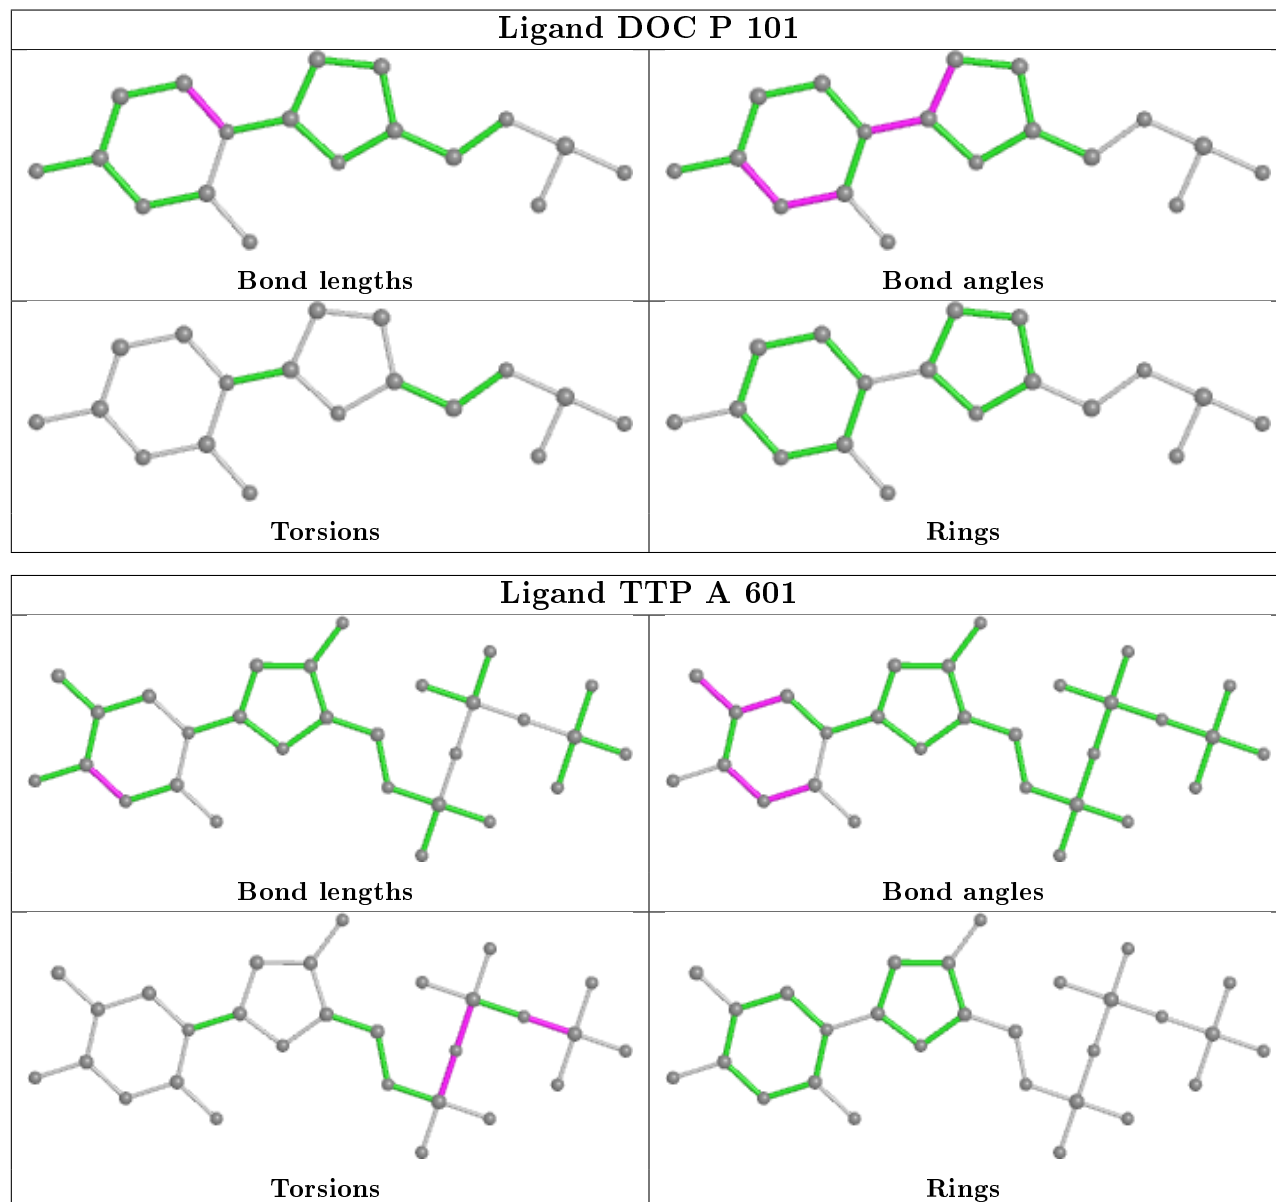 Ligand DOC P 101
Bond lengths
Bond angles
Torsions
Rings
Ligand TTP A 601
Bond lengths
Bond angles
Torsions
Rings